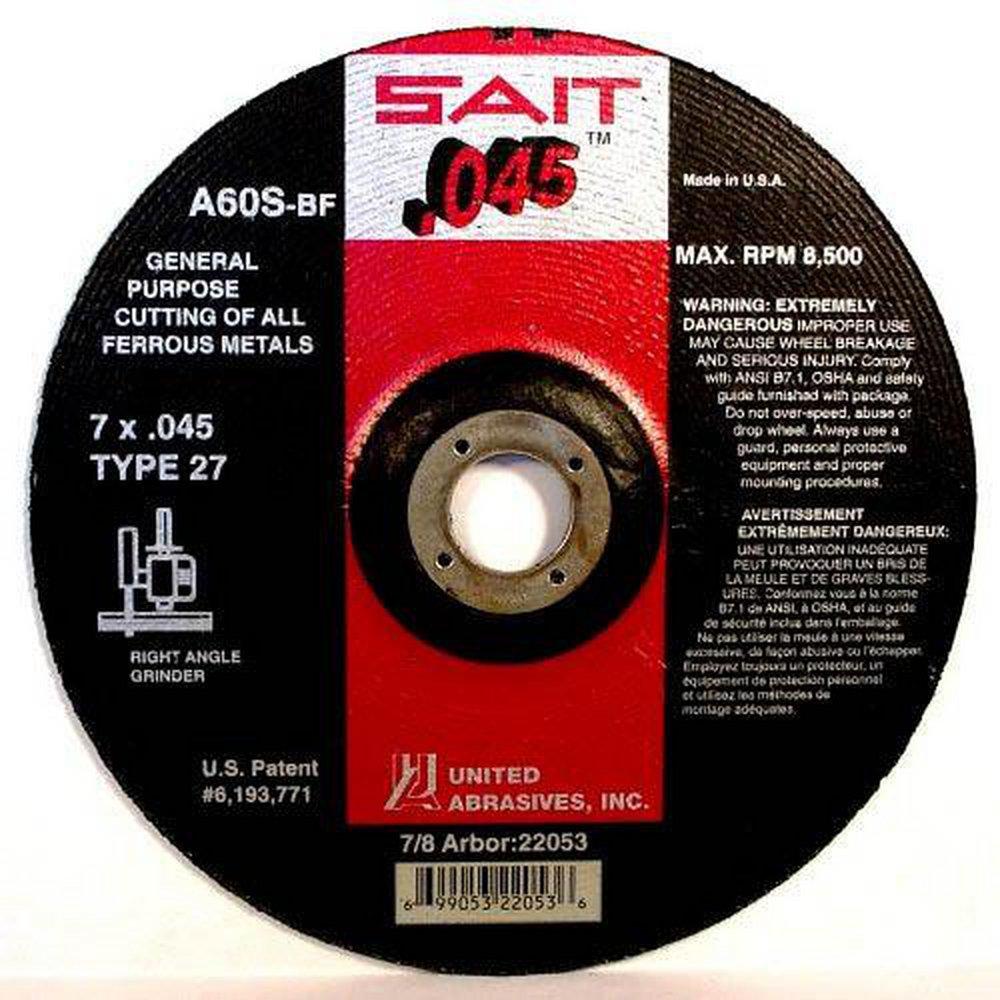 SAIT
.045 TM
A60S-BF
GENERAL
PURPOSE
CUTTING OF ALL
FERROUS METALS
7 x .045
TYPE 27
RIGHT ANGLE
GRINDER
U.S. Patent
#6,193,771
Made in U.S.A.
MAX. RPM 8,500
WARNING: EXTREMELY
DANGEROUS IMPROPER USE
MAY CAUSE WHEEL BREAKAGE
AND SERIOUS INJURY. Comply
with ANSI B7.1, OSHA and safety
guide furnished with package.
Do not over-speed, abuse or
drop wheel. Always use a
guard, personal protective
equipment and proper
mounting procedures.
AVERTISSEMENT
EXTRÊMEMENT DANGEREUX:
UNE UTILISATION INADÉQUATE
PEUT PROVOQUER UN BRIS DE
LA MEULE ET DE GRAVES BLESS-
URES. Conformez vous à la norme
B7.1 de ANSI, à OSHA, et au guide
de sécurité inclus dans l'emballage.
Ne pas utiliser la meule à une vitesse
excessive, de façon abusive ou l'échapper.
Employez toujours un protecteur, un
équipement de protection personnel
et utilisez les méthodes de
montage adéquates.
UNITED
ABRASIVES, INC.
7/8 Arbor:22053
6 99053 22053 6